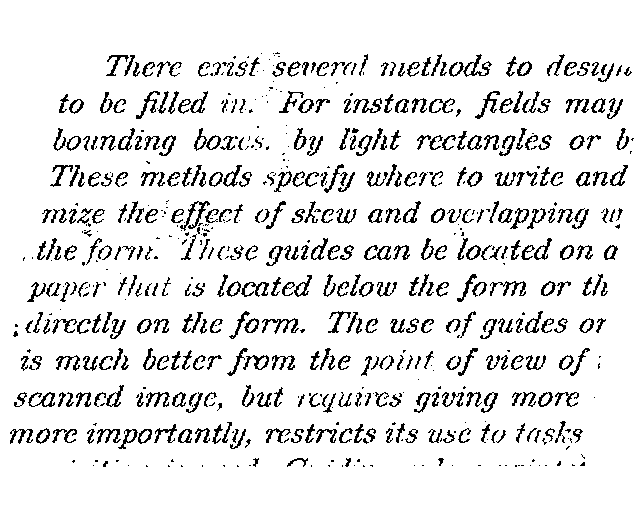 There exist several methods to design
to be filled in. For instance, fields may
bounding boxes, by light rectangles or by
These methods specify where to write and
mize the effect of skew and overlapping
the form. These guides can be located on a
paper that is located below the form or
directly on the form. The use of guides or
is much better from the point of view of
scanned image, but requires giving more
more importantly, restricts its use to tasks